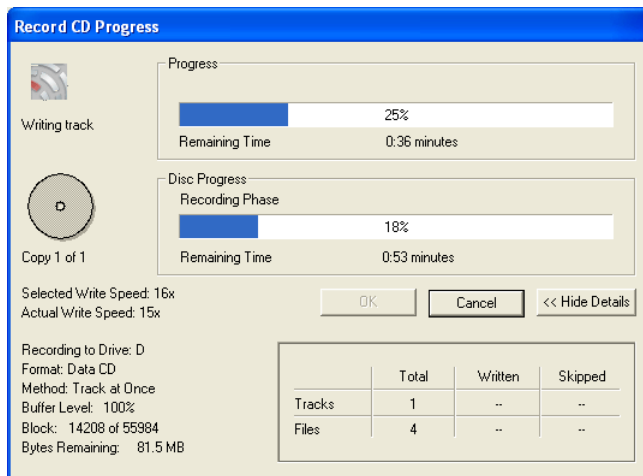 Record CD Progress
Progress
25%
Writing track
Remaining Time 0:36 minutes
Disc Progress
Recording Phase
18%
Copy 1 of 1
Remaining Time 0:53 minutes
Selected Write Speed: 16x
Actual Write Speed: 15x
OK Cancel << Hide Details
Recording to Drive: D
Format: Data CD
Method: Track at Once
Buffer Level: 100%
Block: 14208 of 55984
Bytes Remaining: 81.5 MB
Total Written Skipped
Tracks 1 -- --
Files 4 -- --